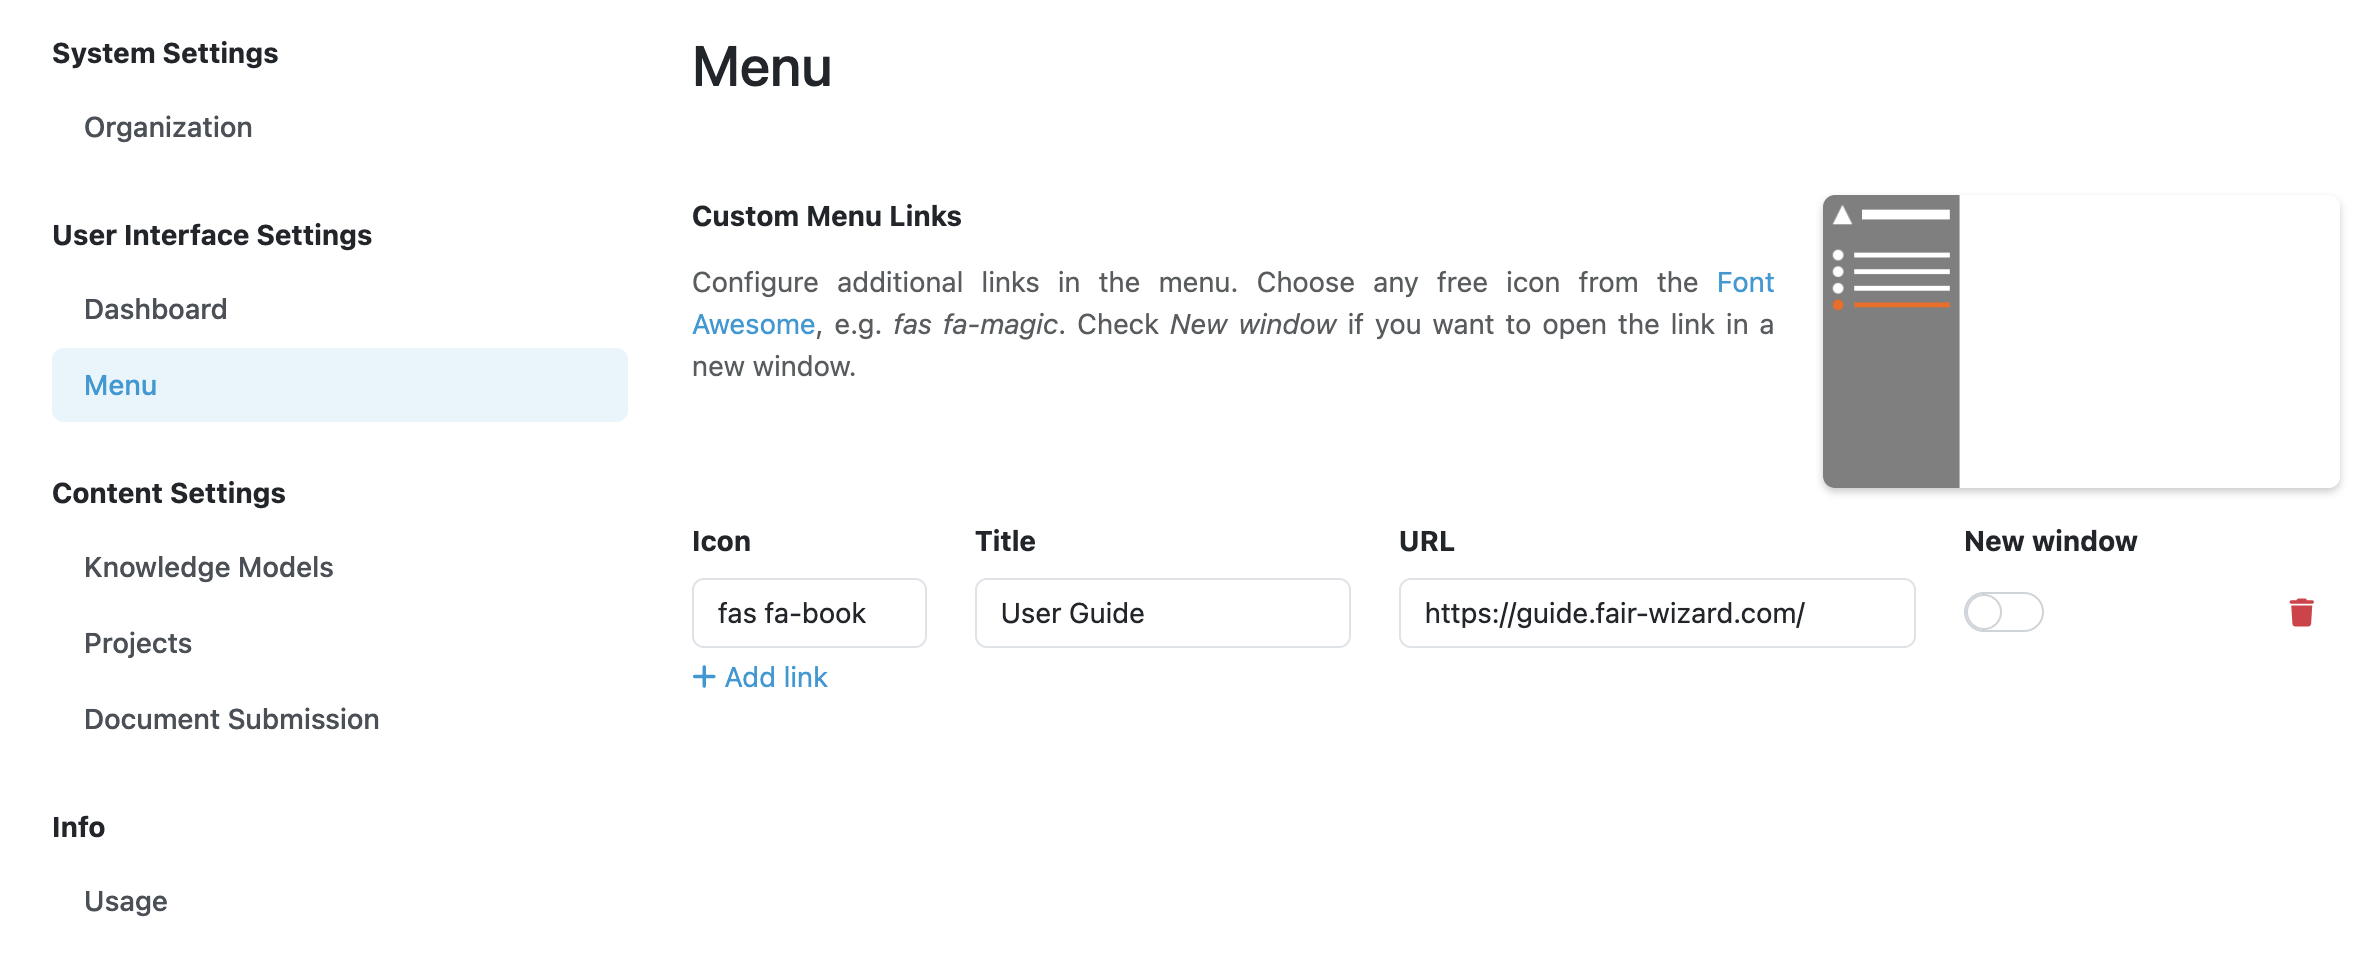 System Settings
Organization
User Interface Settings
Dashboard
Menu
Content Settings
Knowledge Models
Projects
Document Submission
Info
Usage
Menu
Custom Menu Links
Configure additional links in the menu. Choose any free icon from the Font
Awesome, e.g. fas fa-magic. Check New window if you want to open the link in a
new window.
Icon
Title
URL
New window
fas fa-book
User Guide
https://guide.fair-wizard.com/
Add link